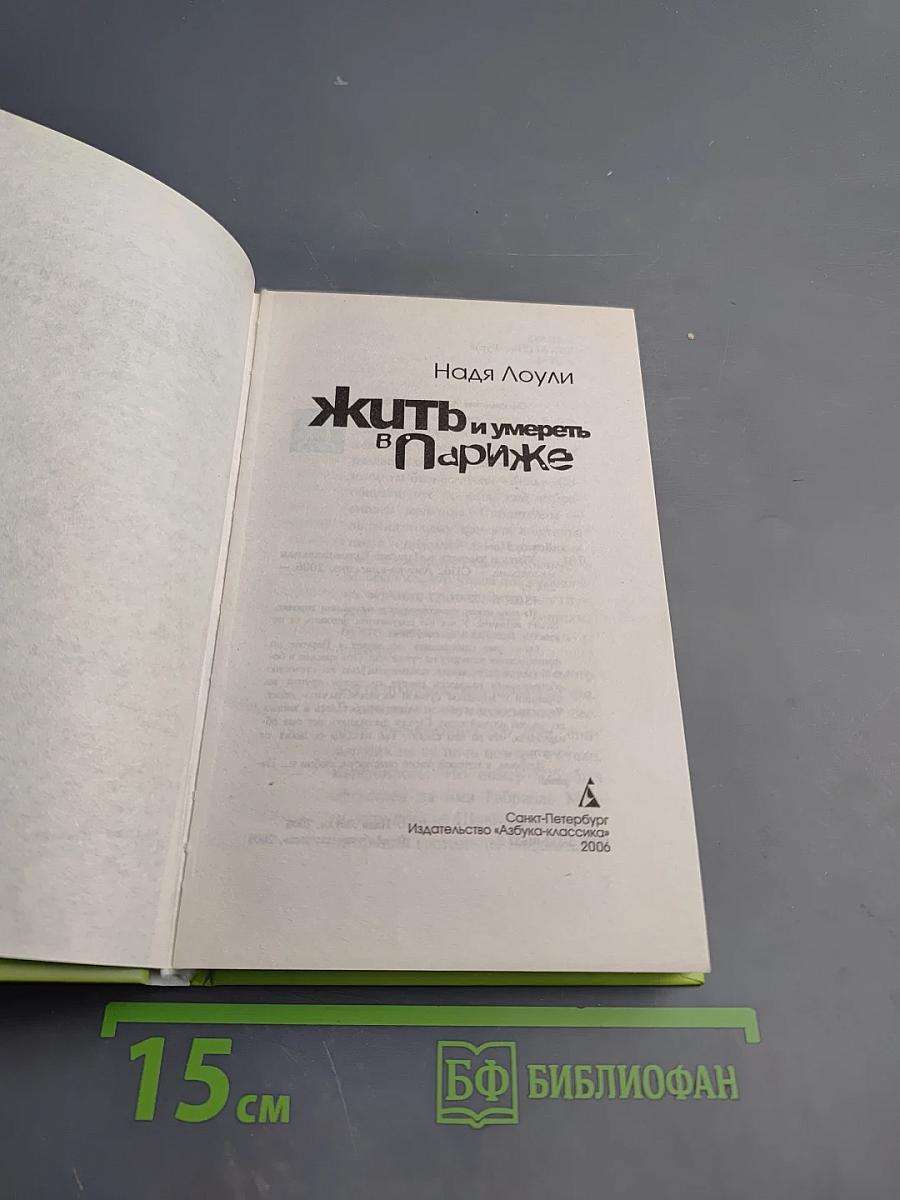 Надя Лоули
Жить и умереть
в Париже
Санкт-Петербург
Издательство «Азбука-классика»
2006
15 см
БФ БИБЛИОФАН